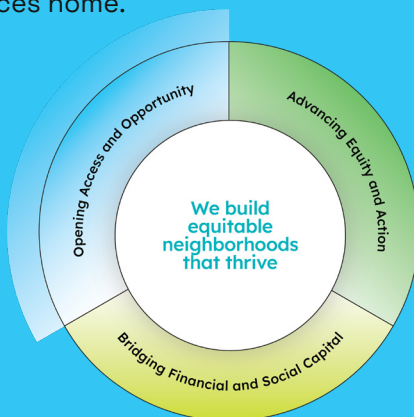 home.
Opening Access and Opportunity
Advancing Equity and Action
We build
equitable
neighborhoods
that thrive
Bridging Financial and Social Capital